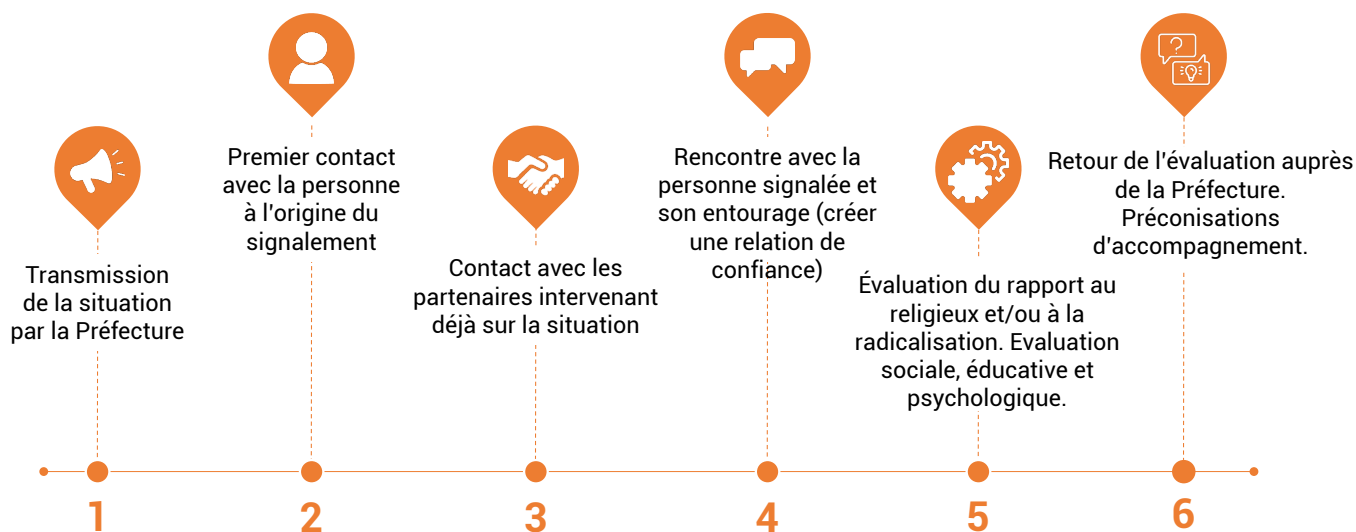 Transmission
de la situation
par la Préfecture
Premier contact
avec la personne
à l'origine du
signalement
Contact avec les
partenaires intervenant
déjà sur la situation
Rencontre avec la
personne signalée et
son entourage (créer
une relation de
confiance)
Évaluation du rapport au
religieux et/ou à la
radicalisation. Evaluation
sociale, éducative et
psychologique.
Retour de l'évaluation auprès
de la Préfecture.
Préconisations
d'accompagnement.
?
1
2
3
4
5
6